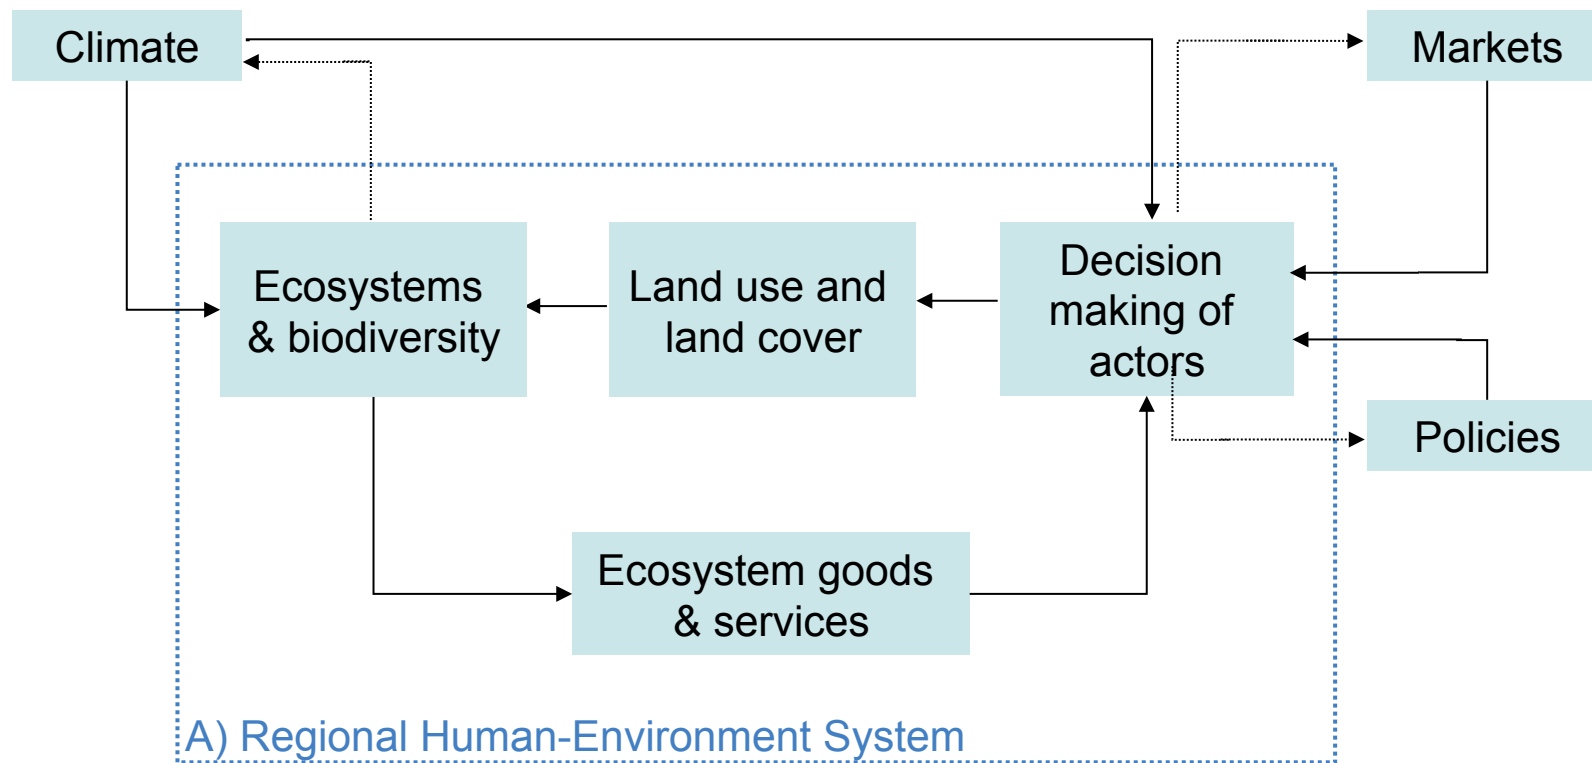 Climate
Markets
Ecosystems
& biodiversity
Land use and
land cover
Decision
making of
actors
Policies
Ecosystem goods
& services
A) Regional Human-Environment System